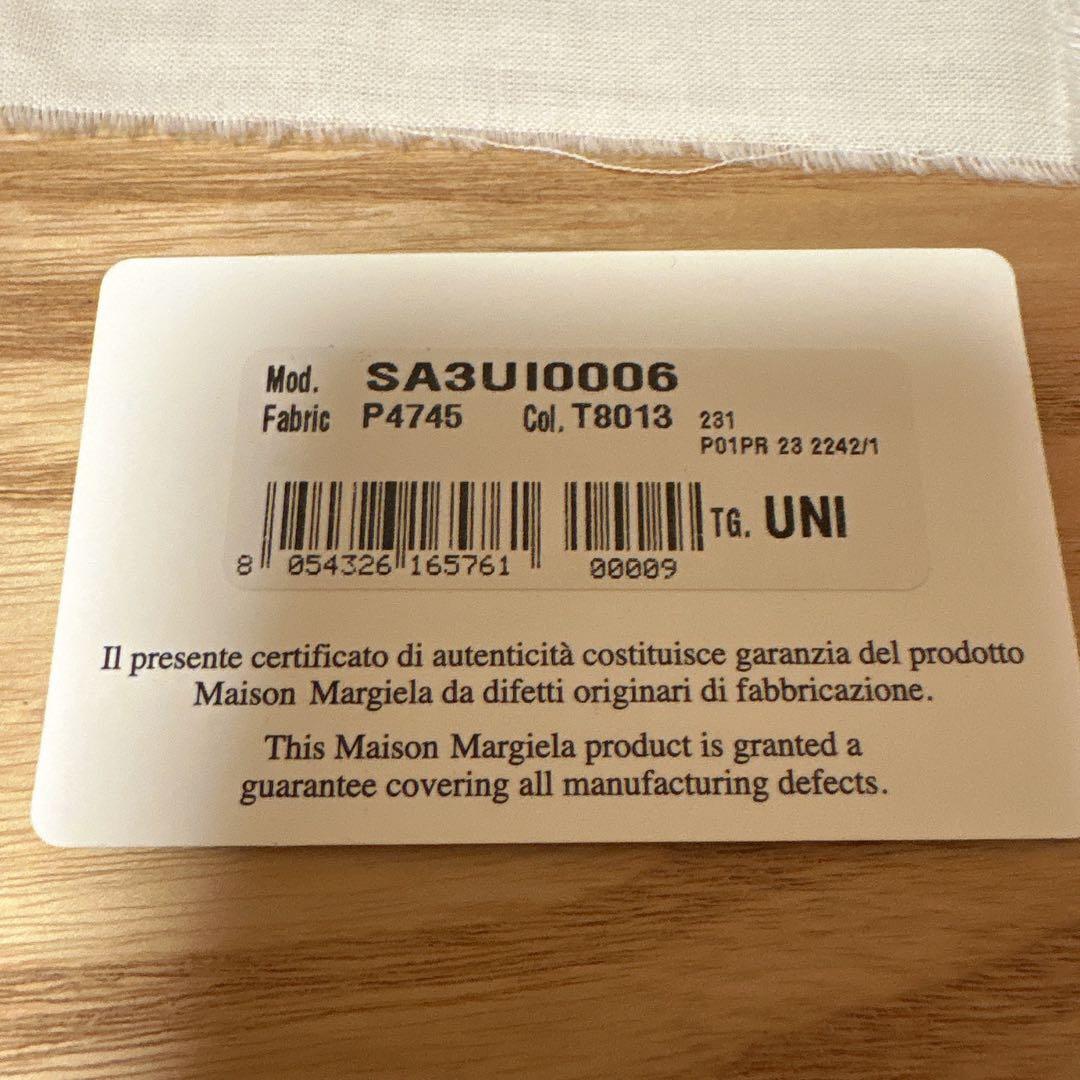 Mod. SA3UI0006
Fabric P4745 Col. T8013 231
P01PR 23 2242/1
TG. UNI
8 054326 165761 00009
Il presente certificato di autenticità costituisce garanzia del prodotto
Maison Margiela da difetti originari di fabbricazione.
This Maison Margiela product is granted a
guarantee covering all manufacturing defects.